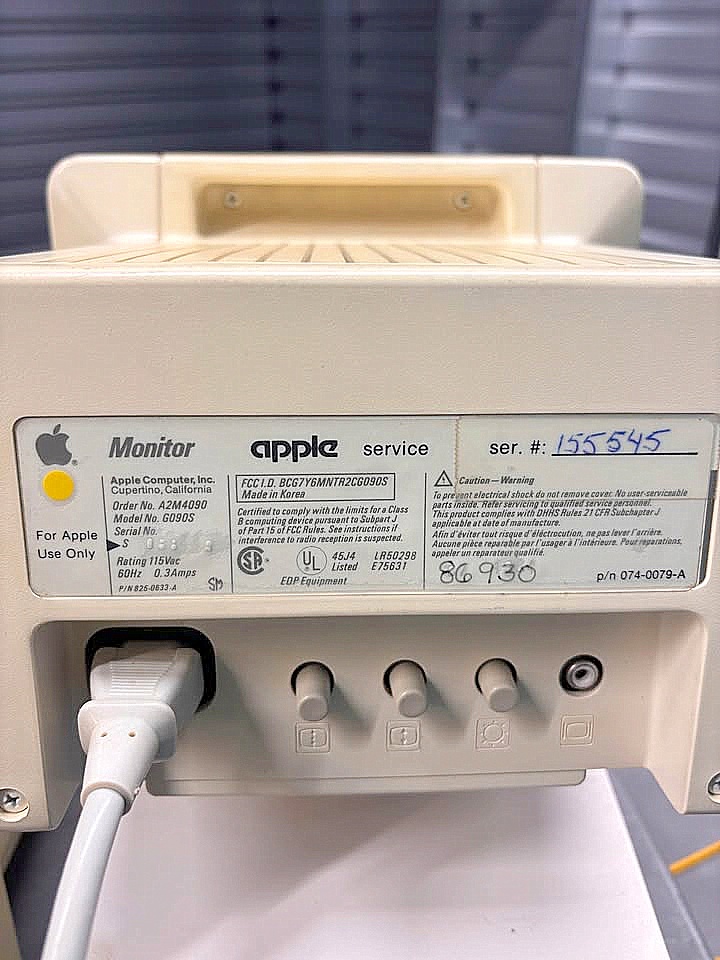 Monitor
apple service
ser. #: 155545
For Apple
Use Only
Apple Computer, Inc.
Cupertino, California
Order No. A2M4090
Model No. G090S
Serial No.
S
Rating 115Vac
60Hz 0.3Amps
P/N 825-0633-A
FCC I.D. BCG7Y6MNTR2CG090S
Made in Korea
Certified to comply with the limits for a Class
B computing device pursuant to Subpart J
of Part 15 of FCC Rules. See instructions if
interference to radio reception is suspected.
SA
UL
45J4
Listed
LR50298
E75631
EDP Equipment
Caution—Warning
To prevent electrical shock do not remove cover. No user-serviceable
parts inside. Refer servicing to qualified service personnel.
This product complies with DHHS Rules 21 CFR Subchapter J
applicable at date of manufacture.
Afin d'éviter tout risque d'électrocution, ne pas lever l'arrière.
Aucune pièce reparable par l'usager à l'intérieure. Pour reparations,
appeler un reparateur qualifié.
86930
p/n 074-0079-A